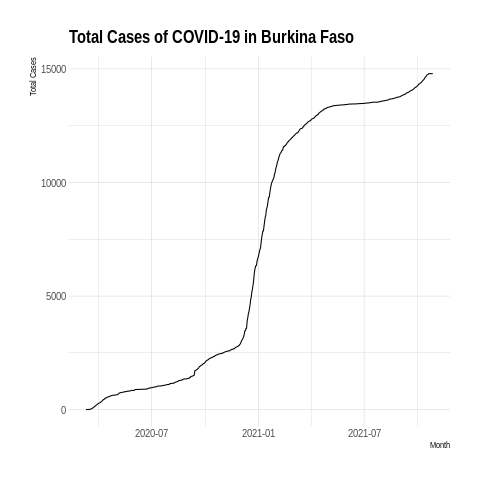 Total Cases of COVID-19 in Burkina Faso
Total Cases
15000
10000
5000
0
2020-07
2021-01
2021-07
Month